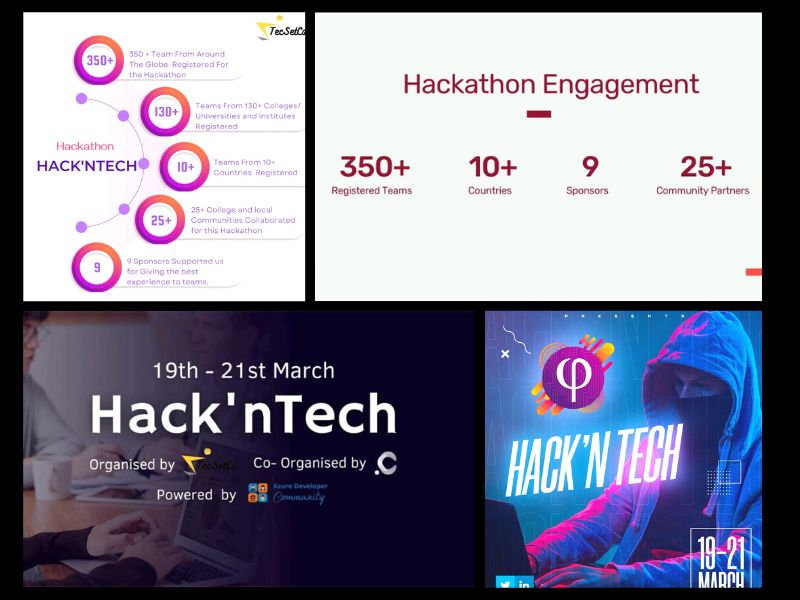 TecSetCa
350+
350 + Team From Around
The Globe Registered For
the Hackathon
130+
Teams From 130+ Colleges/
Universities and institutes
Registered
Hackathon
HACK'NTECH
10+
Teams From 10+
Countries Registered
25+
25+ College and local
Communities Collaborated
for this Hackathon
9
9 Sponsors Supported us
for Giving the best
experience to teams.
Hackathon Engagement
350+ 10+ 9 25+
Registered Teams Countries Sponsors Community Partners
19th - 21st March
Hack'nTech
Organised by TecSetCa Co- Organised by
Powered by Azure Developer
Community
PRESENTS
φ
HACK'N TECH
19-21
MARCH
in